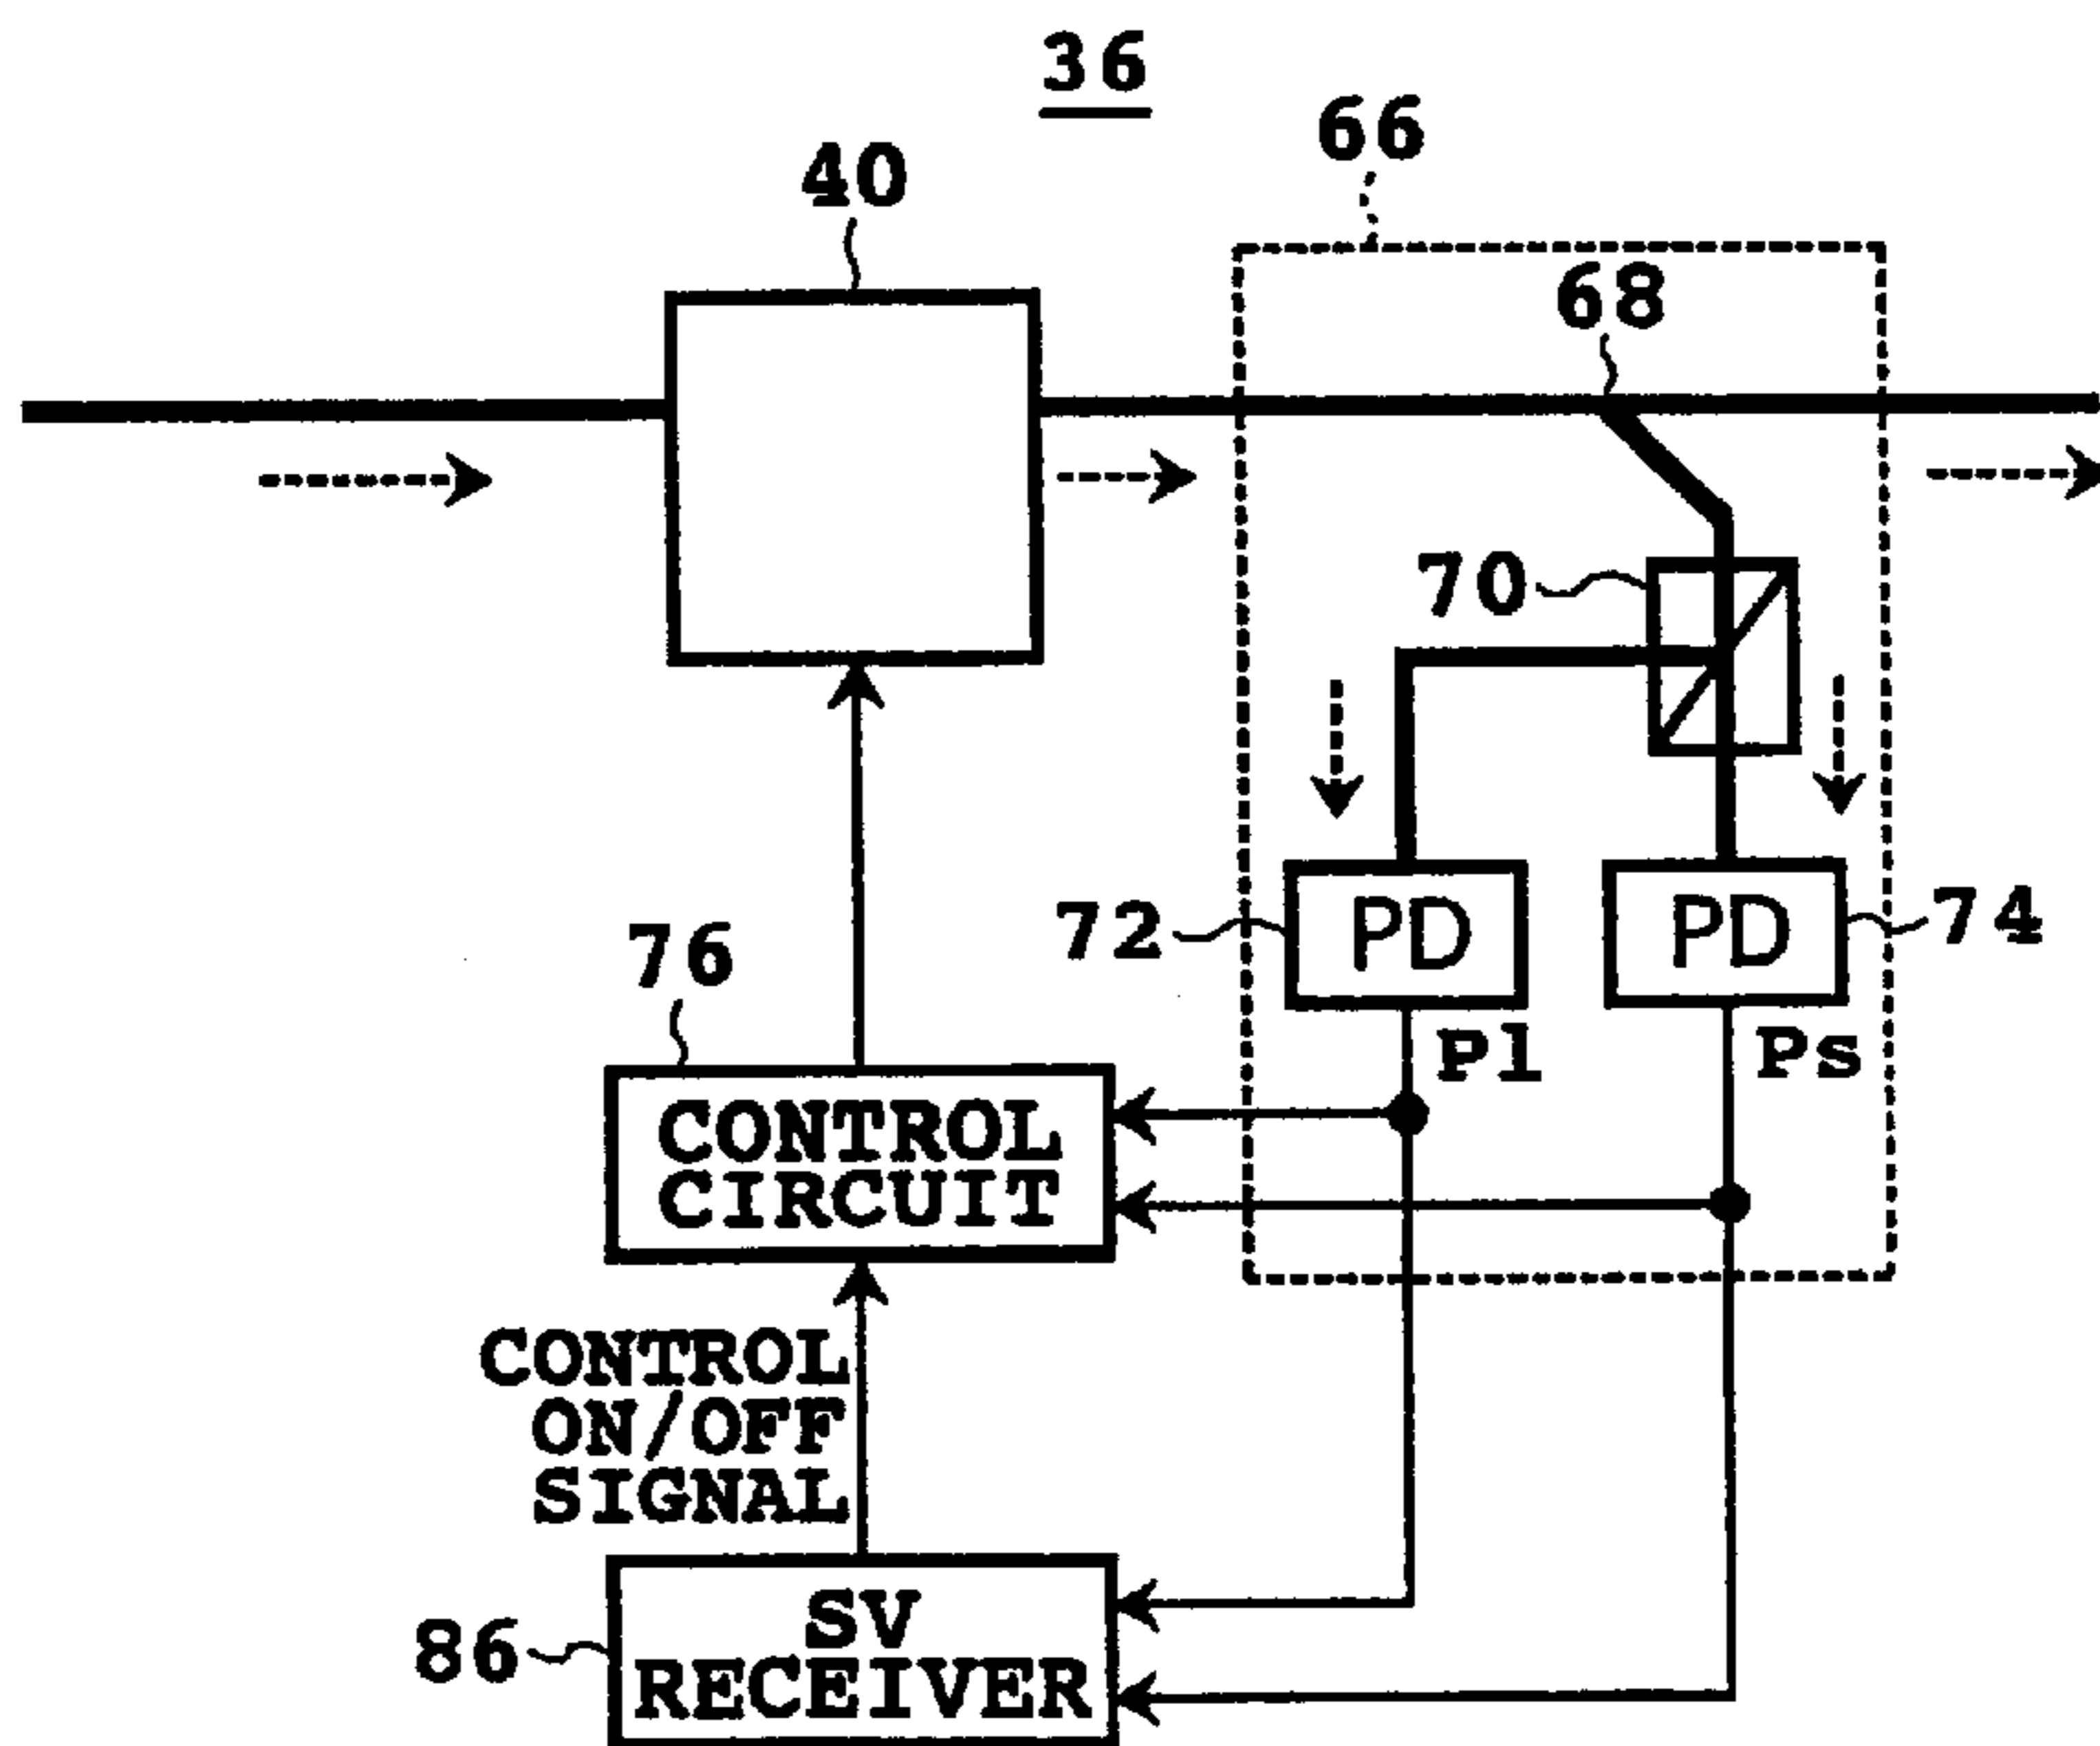 36
66
40
68
70
72
PD
PD
74
Pl
Ps
76
CONTROL
CIRCUIT
CONTROL
ON/OFF
SIGNAL
86
SV
RECEIVER